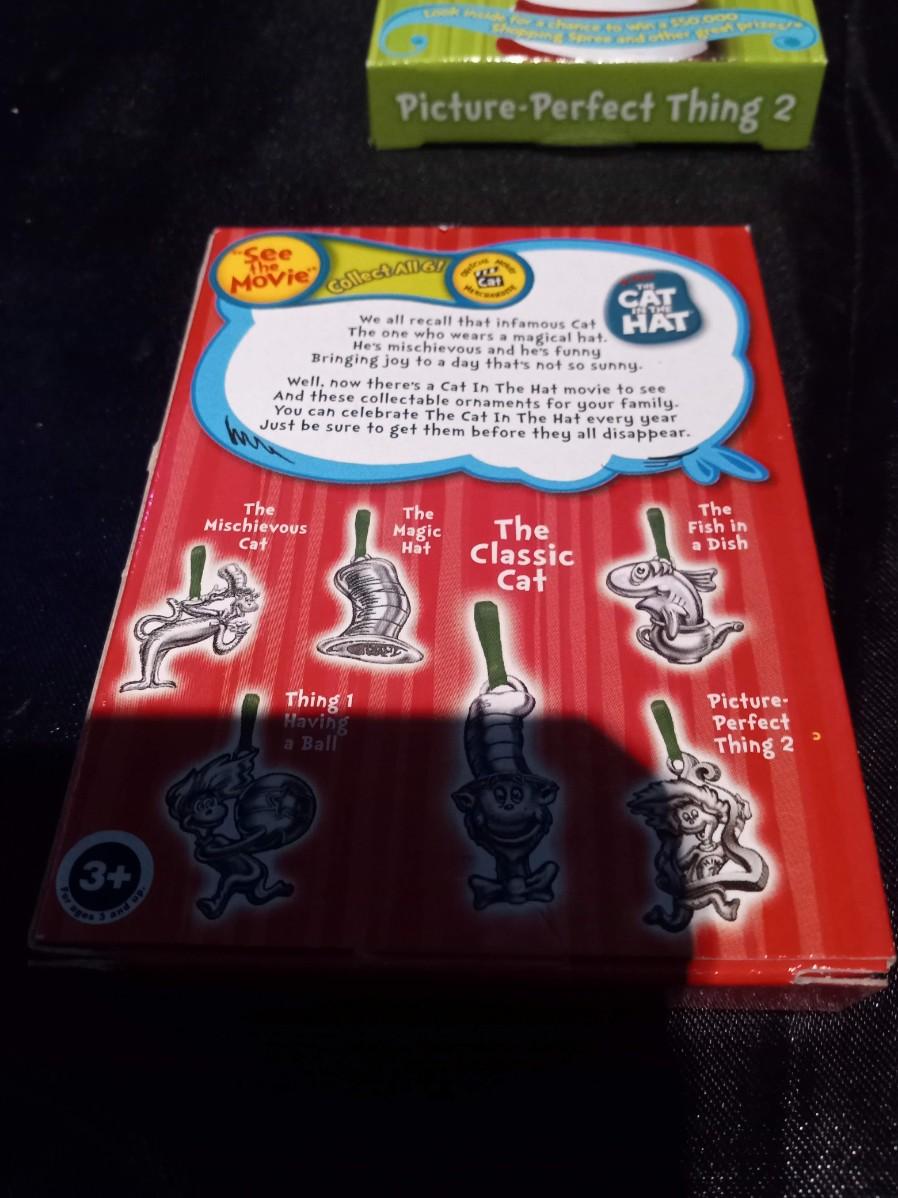 Look inside for a chance to win a $50,000
Shopping Spree and other great prizes!*
Picture-Perfect Thing 2
"See
the
Movie"
Collect All 6!
Official Movie
Cat
Merchandise
THE
CAT
IN THE
HAT
We all recall that infamous Cat
The one who wears a magical hat.
He's mischievous and he's funny
Bringing joy to a day that's not so sunny.
Well, now there's a Cat In The Hat movie to see
And these collectable ornaments for your family.
You can celebrate The Cat In The Hat every year
Just be sure to get them before they all disappear.
The
Mischievous
Cat
The
Magic
Hat
The
Classic
Cat
The
Fish in
a Dish
Thing 1
Having
a Ball
Picture-
Perfect
Thing 2
3+
For ages 3 and up.